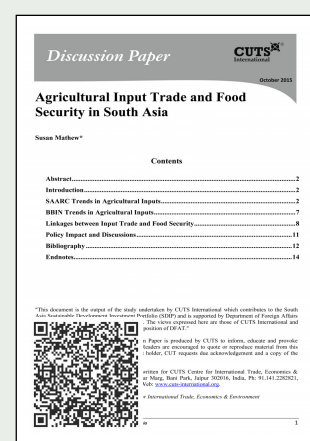 Discussion Paper
CUTS®
International
October 2015
Agricultural Input Trade and Food
Security in South Asia
Susan Mathew*
Contents
Abstract..........2
Introduction..........2
SAARC Trends in Agricultural Inputs..........2
BBIN Trends in Agricultural Inputs..........7
Linkages between Input Trade and Food Security..........8
Policy Impact and Discussions..........11
Bibliography..........12
Endnotes..........14
"This document is the output of the study undertaken by CUTS International which contributes to the South
Asia Sustainable Development Investment Portfolio (SDIP) and is supported by Department of Foreign Affairs
. The views expressed here are those of CUTS International and
position of DFAT."
n Paper is produced by CUTS to inform, educate and provoke
Readers are encouraged to quote or reproduce material from this
holder, CUT requests due acknowledgement and a copy of the
written for CUTS Centre for International Trade, Economics &
ar Marg, Bani Park, Jaipur 302016, India, Ph: 91.141.2282821,
Web: www.cuts-international.org.
r International Trade, Economics & Environment
1